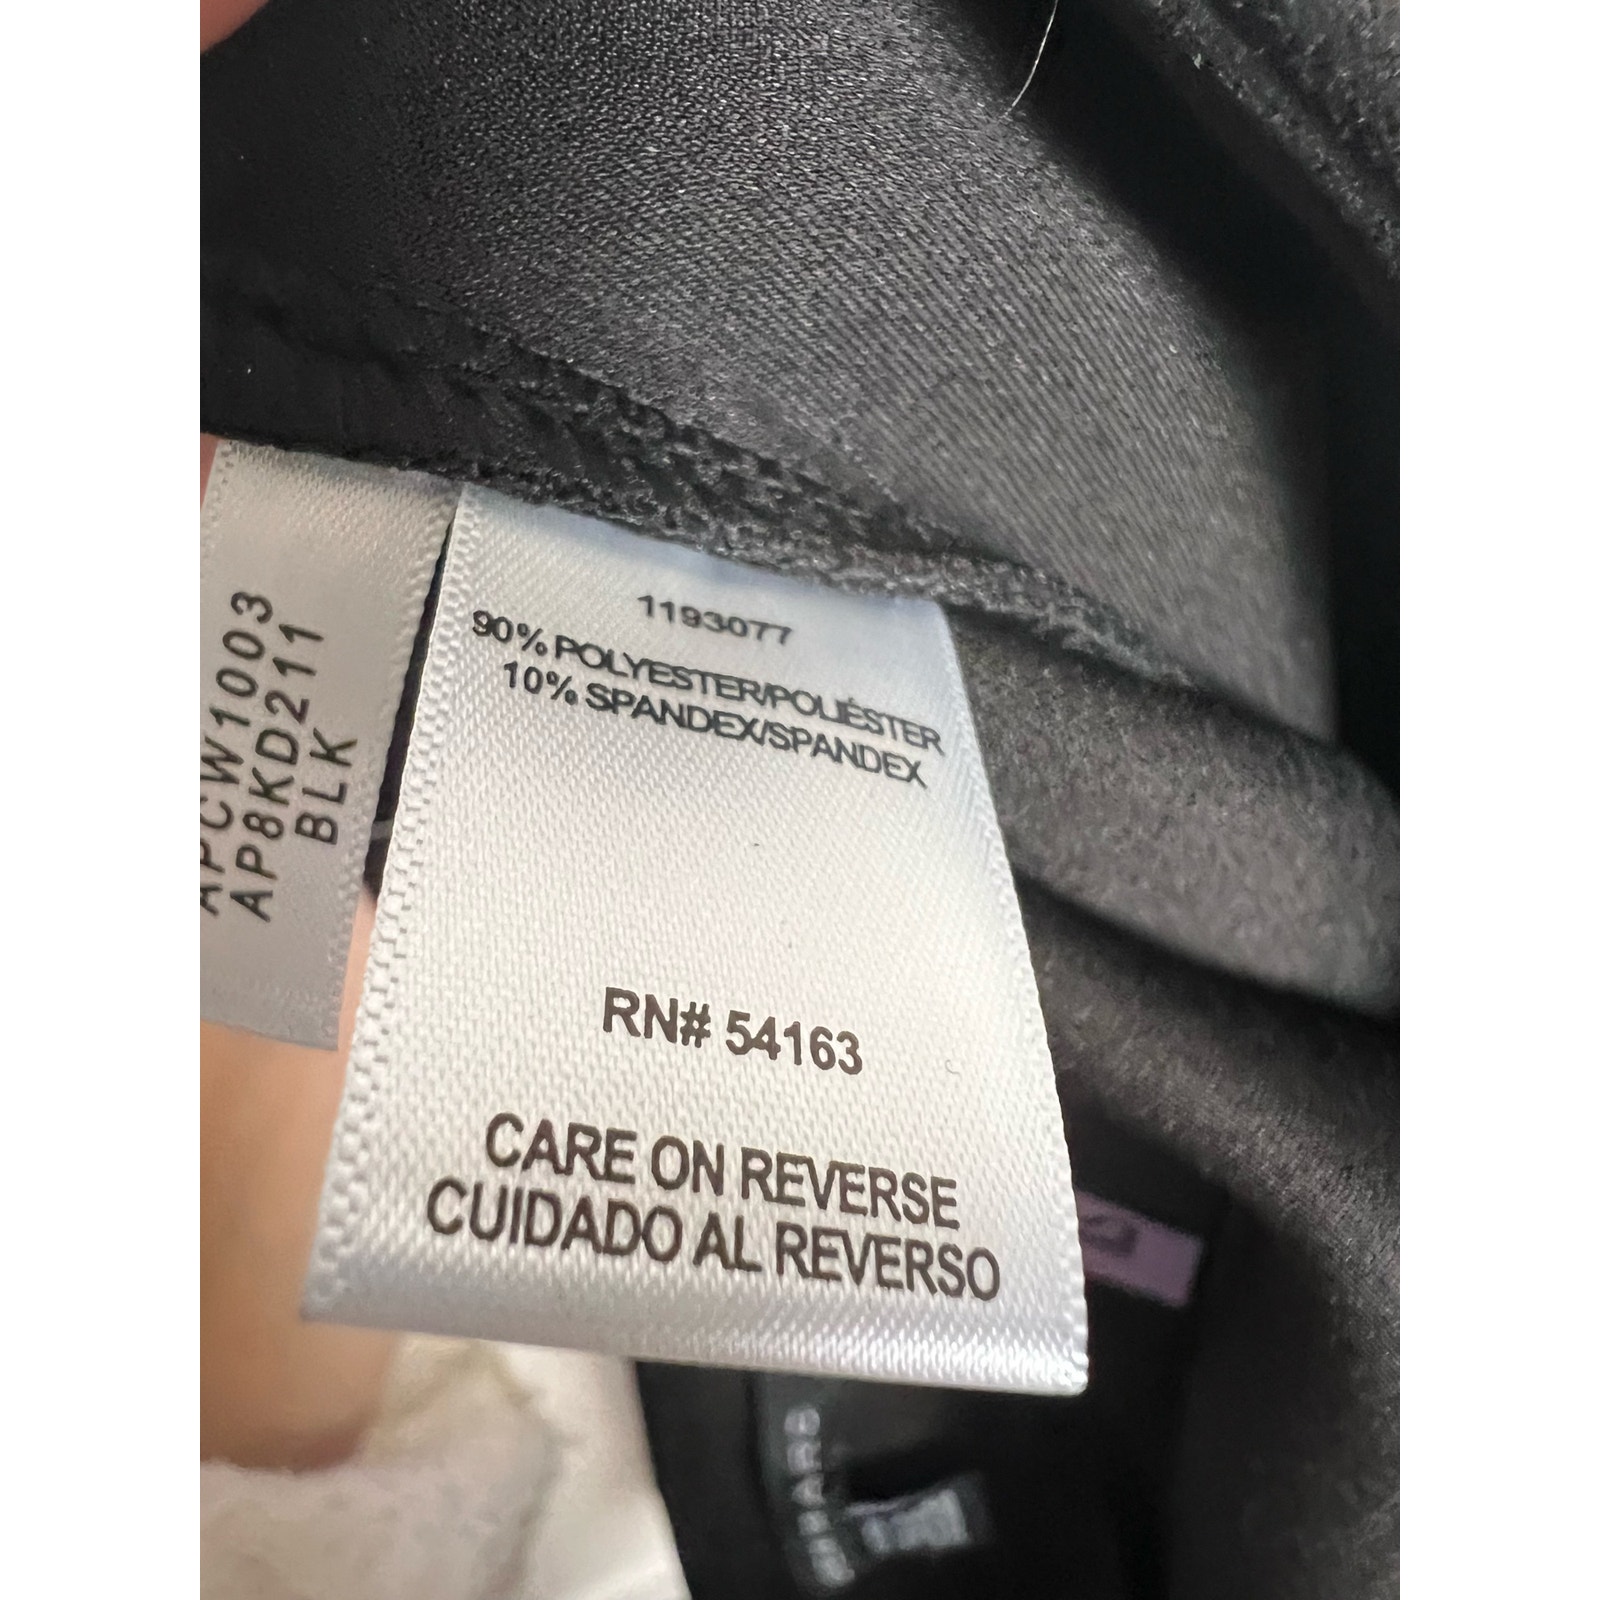 APCW1003
AP8KD211
BLK
1193077
90% POLYESTER/POLIÉSTER
10% SPANDEX/SPANDEX
RN# 54163
CARE ON REVERSE
CUIDADO AL REVERSO